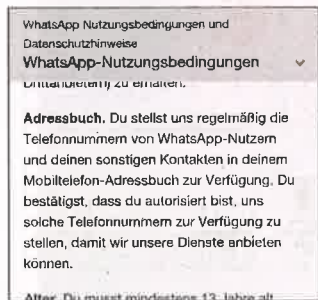 WhatsApp Nutzungsbedingungen und
Datenschutzhinweise
WhatsApp-Nutzungsbedingungen
Drittanbietern) zu erhalten.
Adressbuch. Du stellst uns regelmäßig die
Telefonnummern von WhatsApp-Nutzern
und deinen sonstigen Kontakten in deinem
Mobiltelefon-Adressbuch zur Verfügung. Du
bestätigst, dass du autorisiert bist, uns
solche Telefonnummern zur Verfügung zu
stellen, damit wir unsere Dienste anbieten
können.
Alter. Du musst mindestens 13 Jahre alt